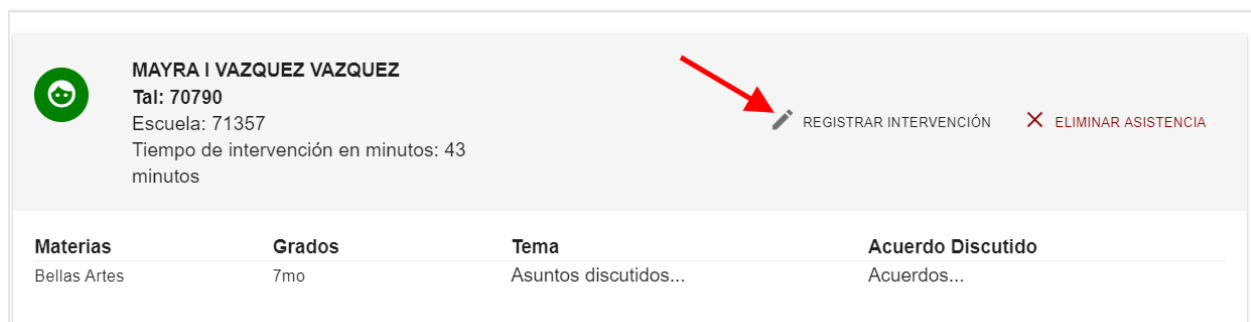 MAYRA I VAZQUEZ VAZQUEZ
Tal: 70790
Escuela: 71357
Tiempo de intervención en minutos: 43
minutos
REGISTRAR INTERVENCIÓN
ELIMINAR ASISTENCIA
Materias Grados Tema Acuerdo Discutido
Bellas Artes 7mo Asuntos discutidos... Acuerdos...